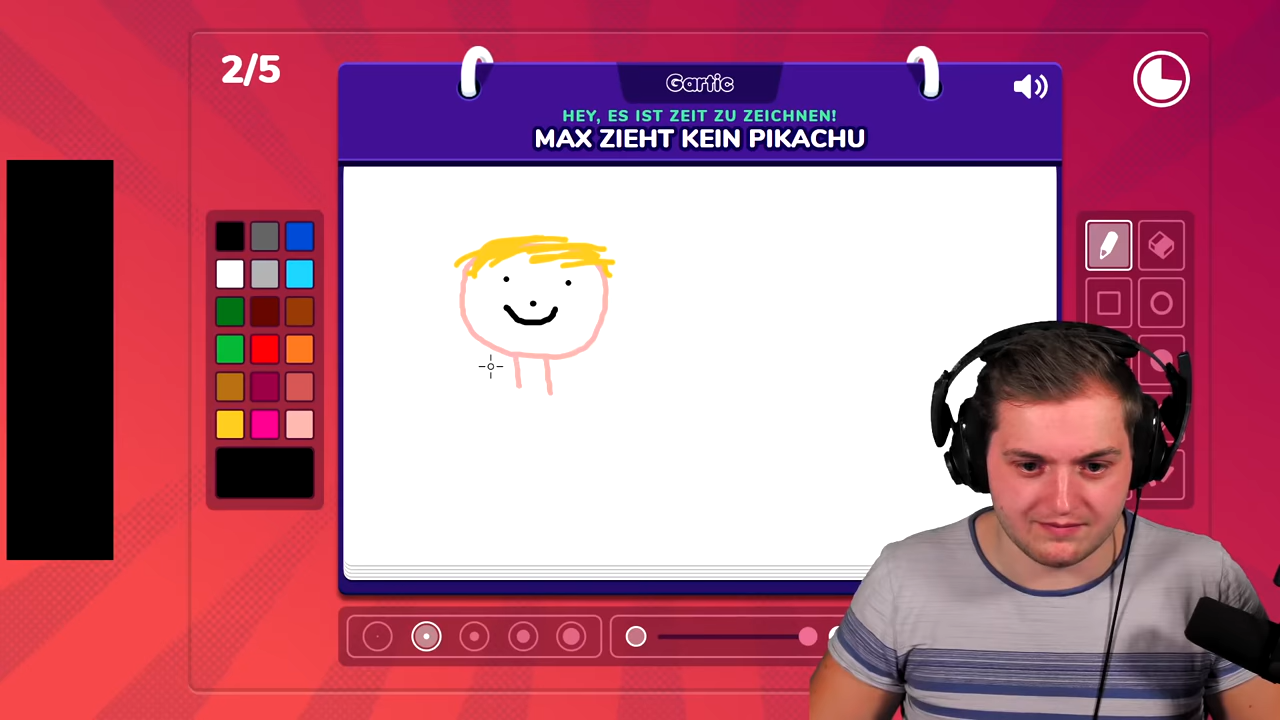 2/5
Gartic
HEY, ES IST ZEIT ZU ZEICHNEN!
MAX ZIEHT KEIN PIKACHU